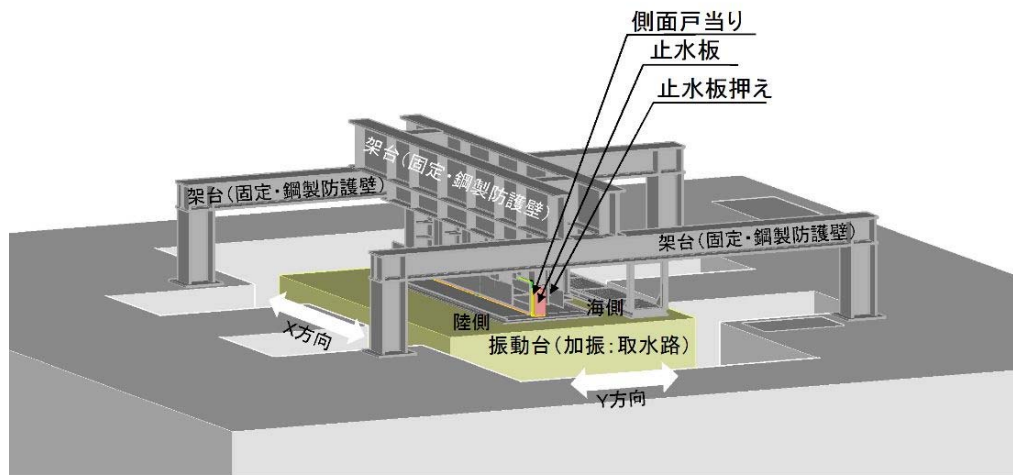 側面戸当り
止水板
止水板押え
架台(固定・鋼製防護壁)
架台(固定・鋼製防護壁)
架台(固定・鋼製防護壁)
陸側
海側
振動台(加振:取水路)
X方向
Y方向